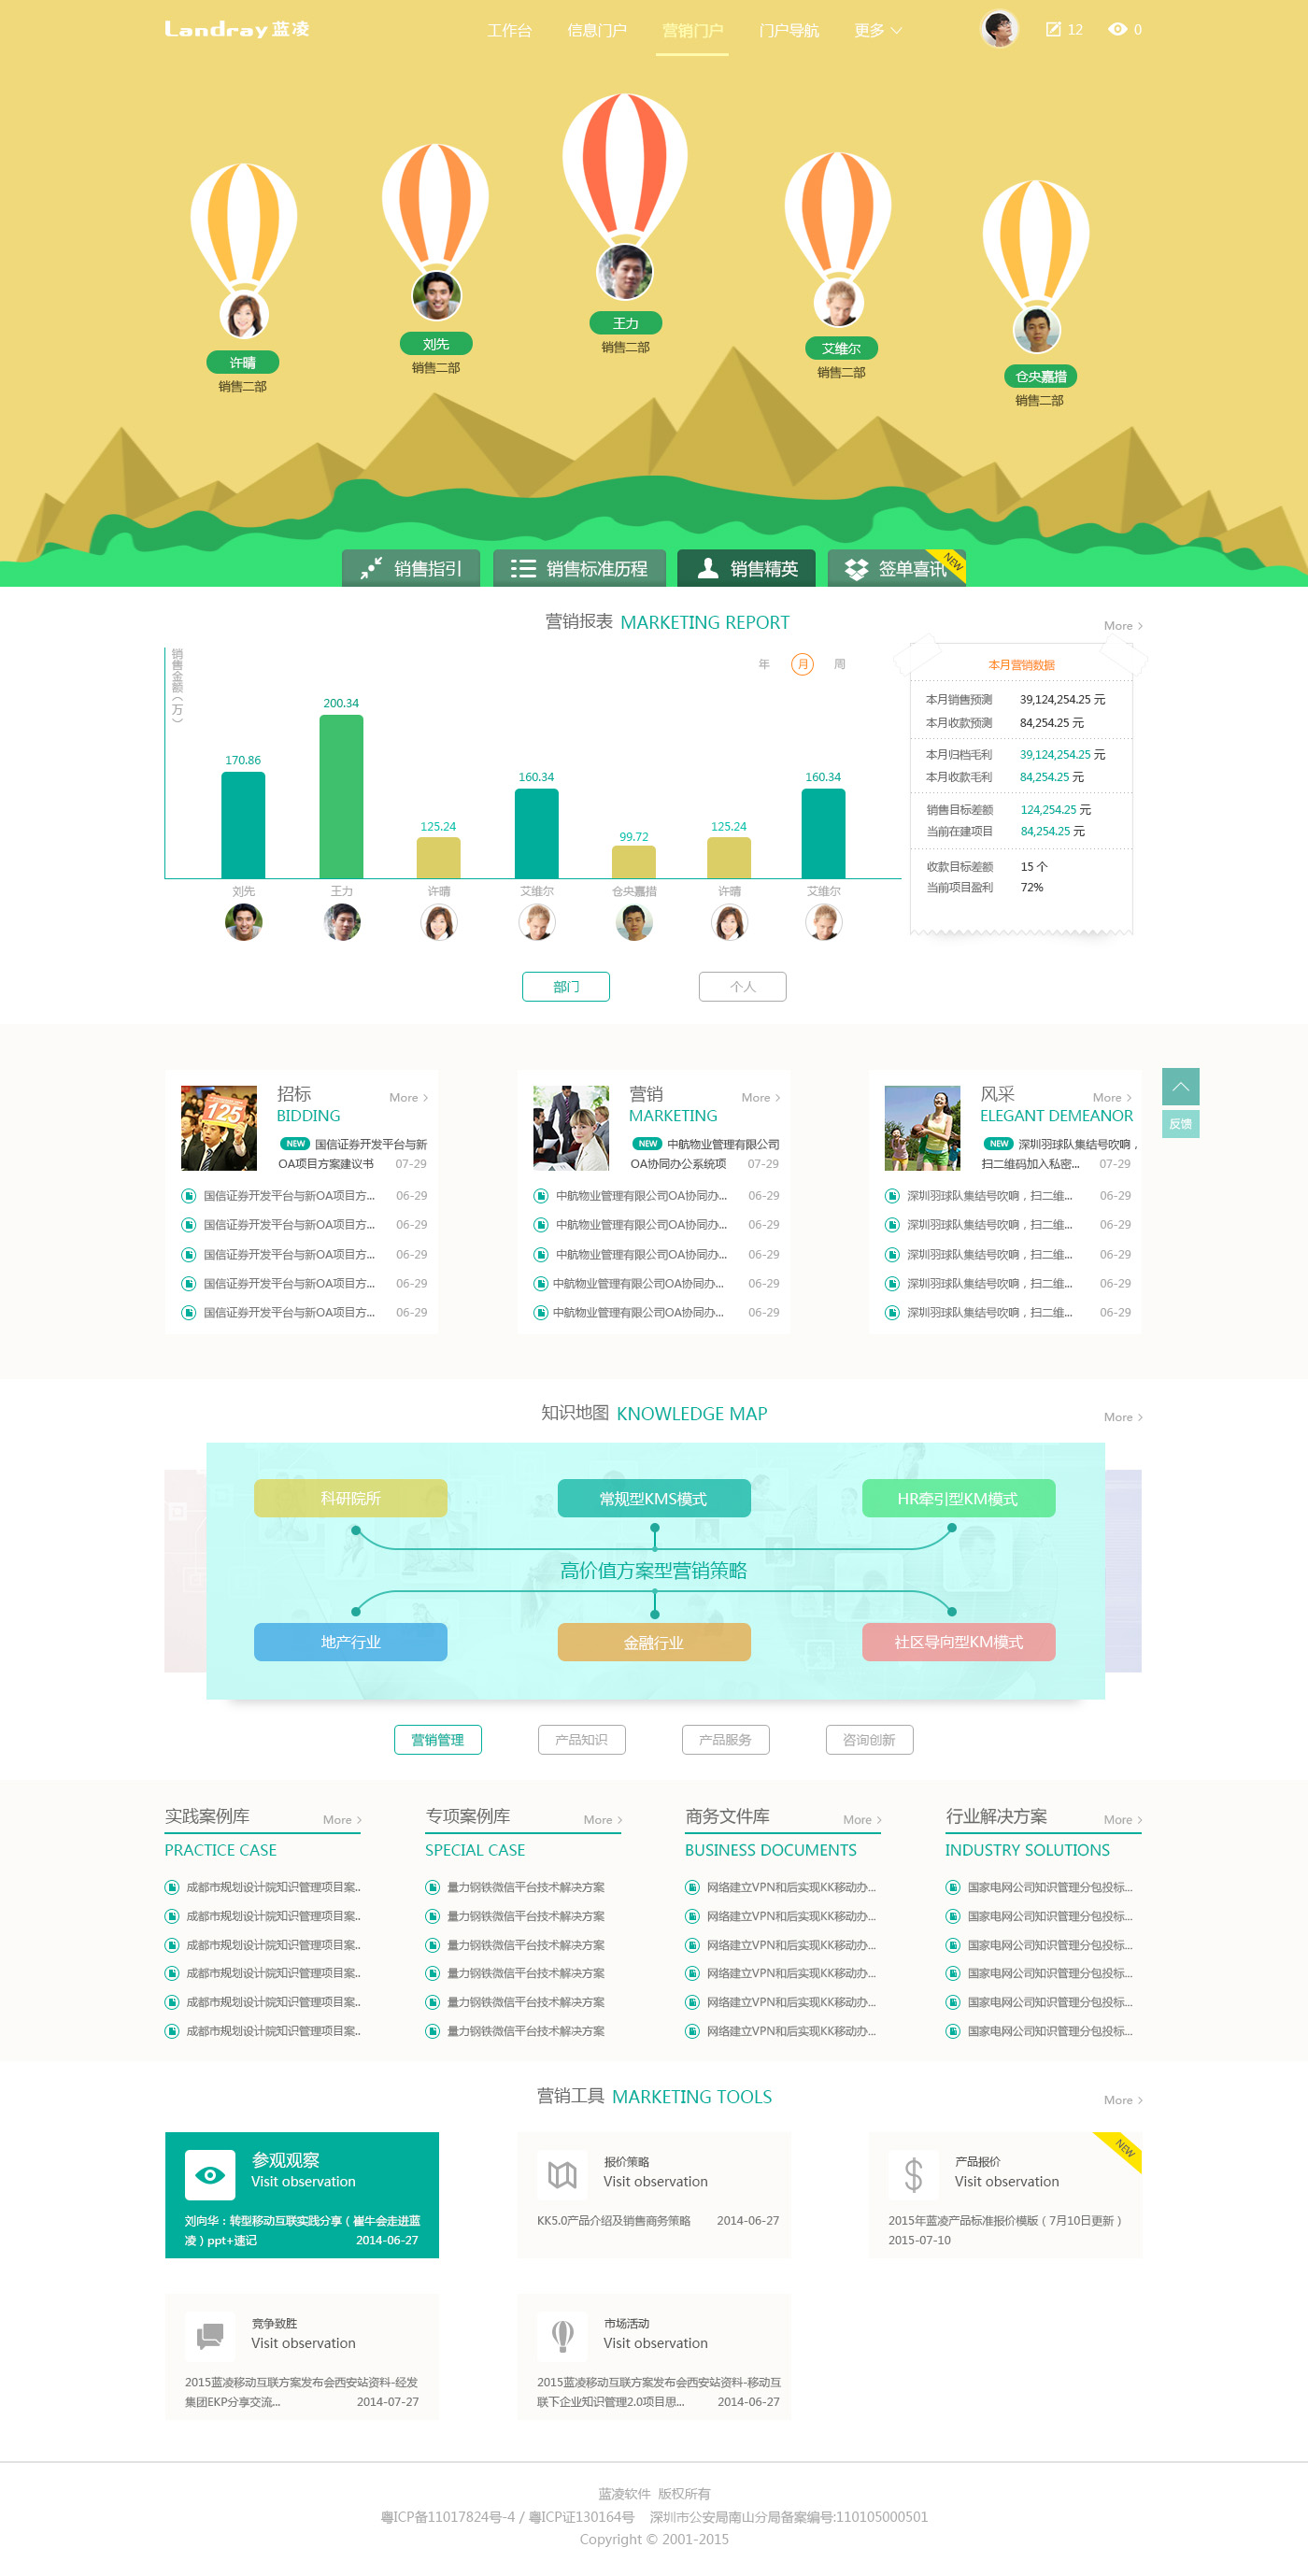 Landray 蓝凌
工作台 信息门户 营销门户 门户导航 更多 12 0
王力
销售二部
刘先
销售二部
艾维尔
销售二部
许晴
销售二部
仓央嘉措
销售二部
销售指引 销售标准历程 销售精英 签单喜讯 NEW
营销报表 MARKETING REPORT
More
销售金额（万）
年 月 周
170.86 200.34 125.24 160.34 99.72 125.24 160.34
刘先 王力 许晴 艾维尔 仓央嘉措 许晴 艾维尔
本月营销数据
本月销售预测 39,124,254.25 元
本月收款预测 84,254.25 元
本月归档毛利 39,124,254.25 元
本月收款毛利 84,254.25 元
销售目标差额 124,254.25 元
当前在建项目 84,254.25 元
收款目标差额 15 个
当前项目盈利 72%
部门 个人
招标 More
BIDDING
125
NEW 国信证券开发平台与新
OA项目方案建议书 07-29
国信证券开发平台与新OA项目方... 06-29
国信证券开发平台与新OA项目方... 06-29
国信证券开发平台与新OA项目方... 06-29
国信证券开发平台与新OA项目方... 06-29
国信证券开发平台与新OA项目方... 06-29
营销 More
MARKETING
NEW 中航物业管理有限公司
OA协同办公系统项 07-29
中航物业管理有限公司OA协同办... 06-29
中航物业管理有限公司OA协同办... 06-29
中航物业管理有限公司OA协同办... 06-29
中航物业管理有限公司OA协同办... 06-29
中航物业管理有限公司OA协同办... 06-29
风采 More
ELEGANT DEMEANOR
NEW 深圳羽球队集结号吹响，
扫二维码加入私密... 07-29
深圳羽球队集结号吹响，扫二维... 06-29
深圳羽球队集结号吹响，扫二维... 06-29
深圳羽球队集结号吹响，扫二维... 06-29
深圳羽球队集结号吹响，扫二维... 06-29
深圳羽球队集结号吹响，扫二维... 06-29
反馈
知识地图 KNOWLEDGE MAP
More
科研院所 常规型KMS模式 HR牵引型KM模式
高价值方案型营销策略
地产行业 金融行业 社区导向型KM模式
营销管理 产品知识 产品服务 咨询创新
实践案例库 More
PRACTICE CASE
成都市规划设计院知识管理项目案..
成都市规划设计院知识管理项目案..
成都市规划设计院知识管理项目案..
成都市规划设计院知识管理项目案..
成都市规划设计院知识管理项目案..
成都市规划设计院知识管理项目案..
专项案例库 More
SPECIAL CASE
量力钢铁微信平台技术解决方案
量力钢铁微信平台技术解决方案
量力钢铁微信平台技术解决方案
量力钢铁微信平台技术解决方案
量力钢铁微信平台技术解决方案
量力钢铁微信平台技术解决方案
商务文件库 More
BUSINESS DOCUMENTS
网络建立VPN和后实现KK移动办...
网络建立VPN和后实现KK移动办...
网络建立VPN和后实现KK移动办...
网络建立VPN和后实现KK移动办...
网络建立VPN和后实现KK移动办...
网络建立VPN和后实现KK移动办...
行业解决方案 More
INDUSTRY SOLUTIONS
国家电网公司知识管理分包投标...
国家电网公司知识管理分包投标...
国家电网公司知识管理分包投标...
国家电网公司知识管理分包投标...
国家电网公司知识管理分包投标...
国家电网公司知识管理分包投标...
营销工具 MARKETING TOOLS
More
参观观察
Visit observation
刘向华：转型移动互联实践分享（崔牛会走进蓝
凌）ppt+速记 2014-06-27
报价策略
Visit observation
KK5.0产品介绍及销售商务策略 2014-06-27
产品报价
Visit observation
NEW
2015年蓝凌产品标准报价模版（7月10日更新）
2015-07-10
竞争致胜
Visit observation
2015蓝凌移动互联方案发布会西安站资料-经发
集团EKP分享交流... 2014-07-27
市场活动
Visit observation
2015蓝凌移动互联方案发布会西安站资料-移动互
联下企业知识管理2.0项目思... 2014-06-27
蓝凌软件 版权所有
粤ICP备11017824号-4 / 粤ICP证130164号 深圳市公安局南山分局备案编号:110105000501
Copyright © 2001-2015